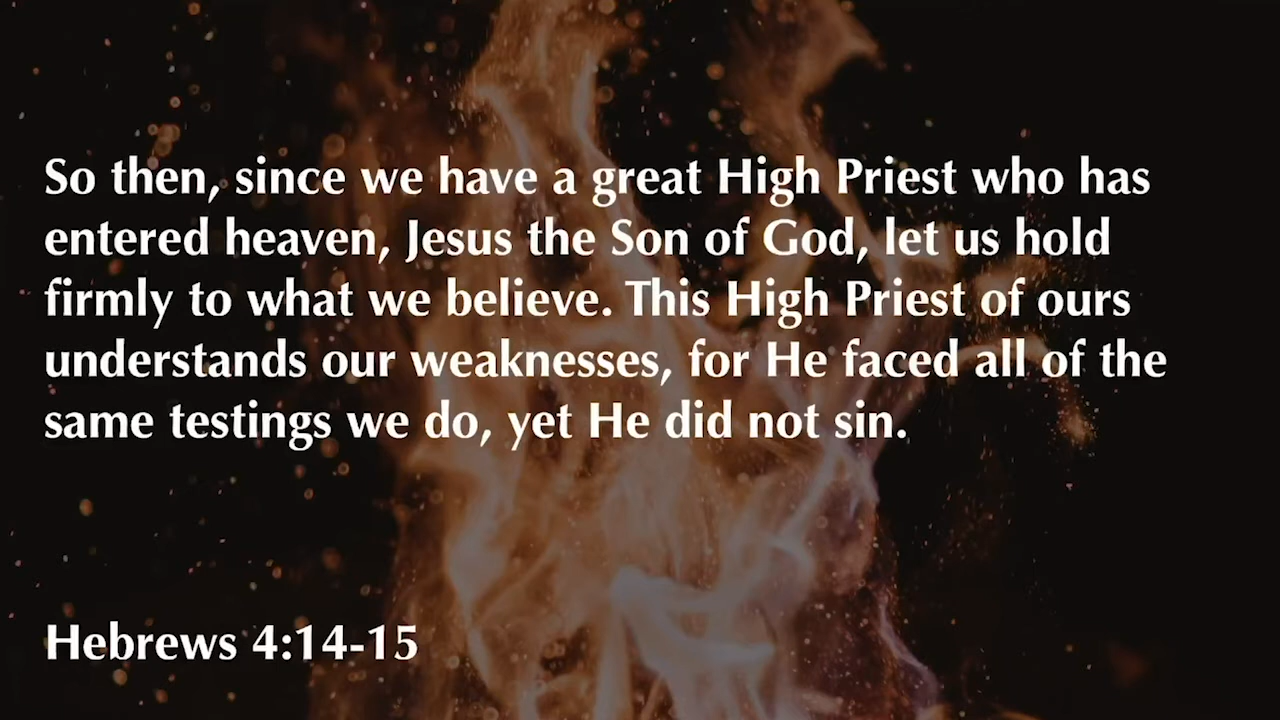 So then, since we have a great High Priest who has
entered heaven, Jesus the Son of God, let us hold
firmly to what we believe. This High Priest of ours
understands our weaknesses, for He faced all of the
same testings we do, yet He did not sin.
Hebrews 4:14-15